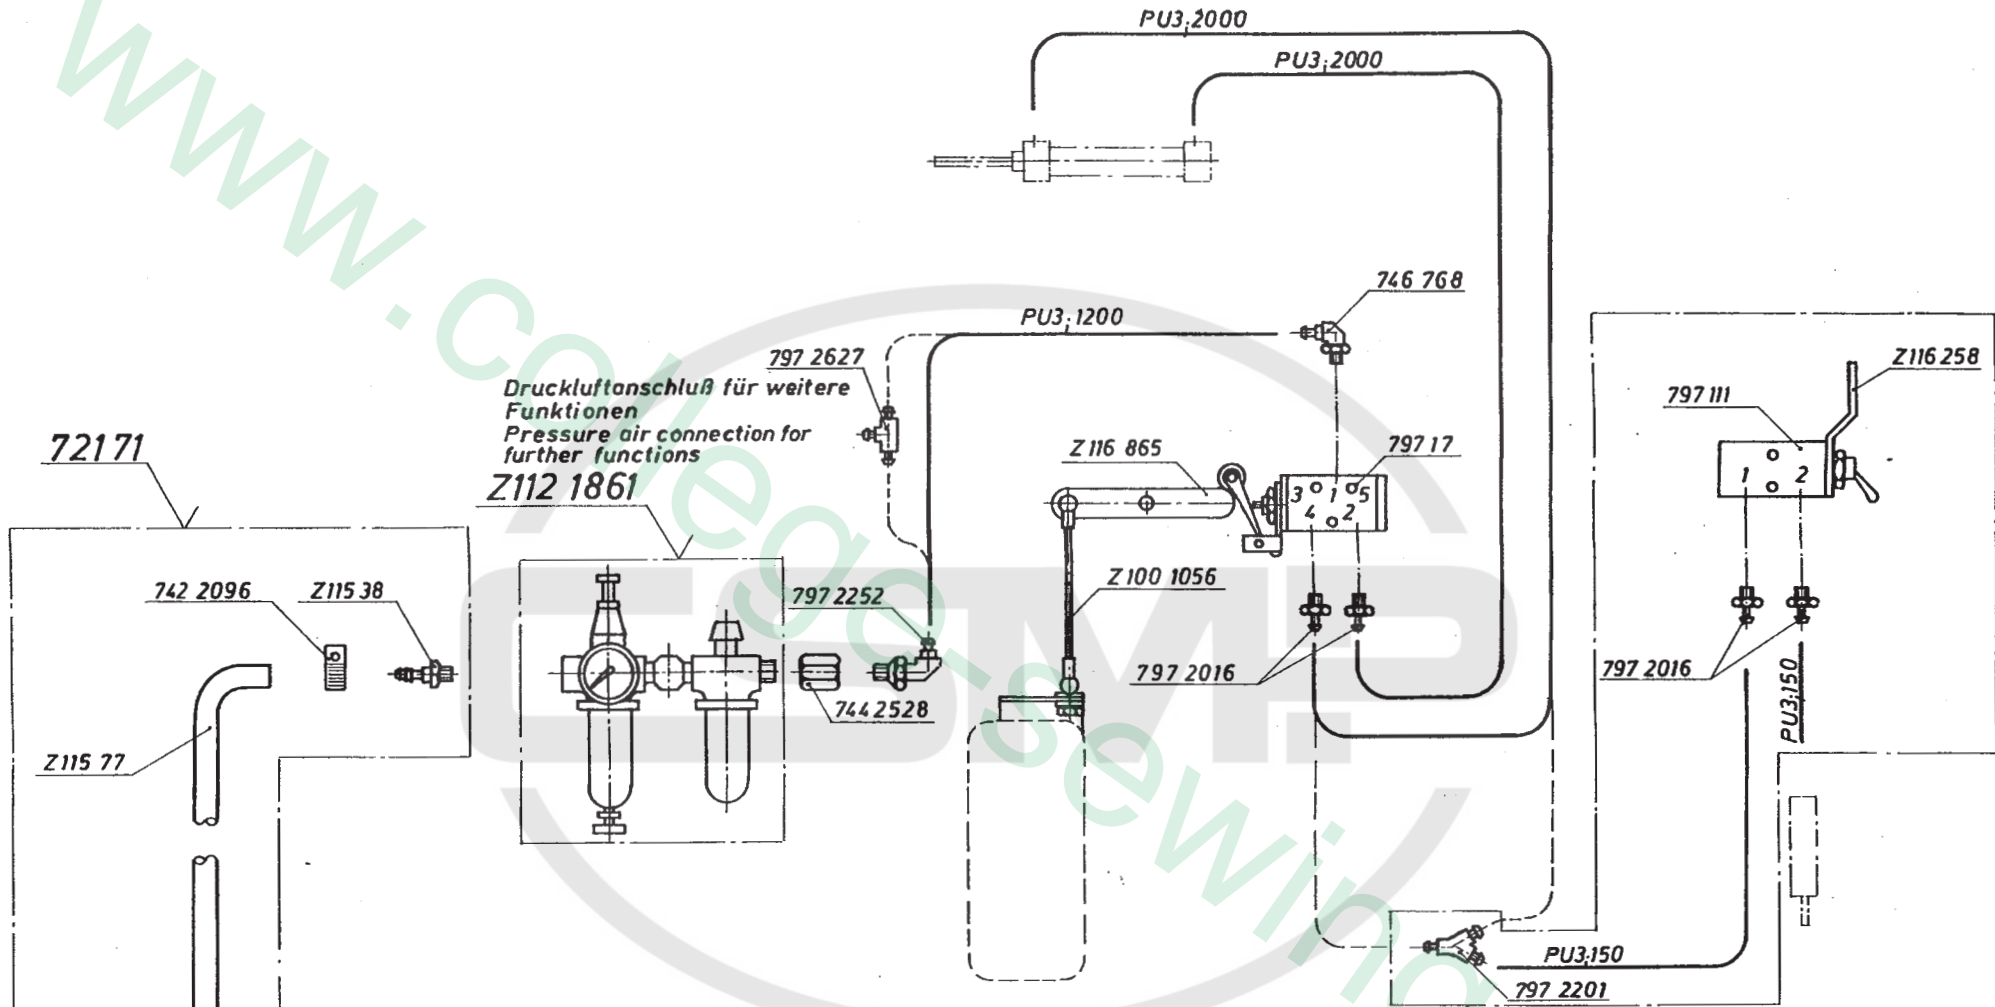 PU3;2000
PU3;2000
746 768
PU3;1200
797 2627
Druckluftanschluß für weitere
Funktionen
Pressure air connection for
further functions
Z116 258
797 111
721 71
Z112 1861
Z116 865
797 17
3 1 5
4 2
1 2
742 2096
Z115 38
797 2252
Z100 1056
797 2016
797 2016
PU3;150
744 2528
Z115 77
PU3;150
797 2201
www.college-sewing
CSMP